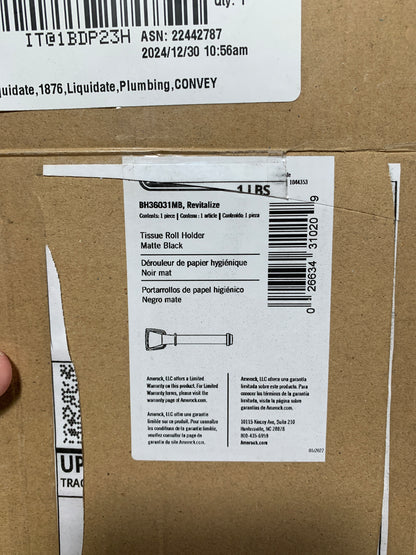 Qty: 1
IT@1BDP23H ASN: 22442787
2024/12/30 10:56am
uidate,1876,Liquidate,Plumbing,CONVEY
1 LBS
1044353
BH36031MB, Revitalize
Contents: 1 piece | Contenu : 1 article | Contenido: 1 pieza
Tissue Roll Holder
Matte Black
Dérouleur de papier hygiénique
Noir mat
Portarrollos de papel higiénico
Negro mate
0 26634 31020 9
Amerock, LLC offers a Limited
Warranty on this product. For Limited
Warranty terms, please visit the
warranty page of Amerock.com.
Amerock, LLC offre une garantie
limitée sur ce produit. Pour connaître
les conditions de la garantie limitée,
veuillez consulter la page de garantie
du site Amerock.com.
Amerock, LLC ofrece una garantía
limitada sobre este producto. Para
conocer los términos de la garantía
limitada, visite la página sobre
garantías de Amerock.com.
10115 Kincey Ave, Suite 210
Huntersville, NC 28078
800-435-6959
Amerock.com
05/2022
UP
TRAC